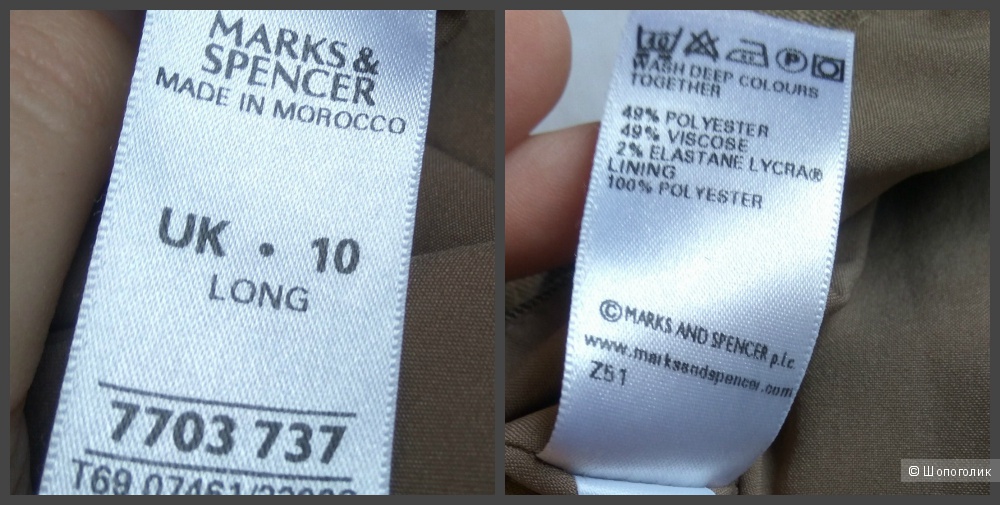 MARKS&
SPENCER
MADE IN MOROCCO
UK • 10
LONG
7703 737
WASH DEEP COLOURS
TOGETHER
49% POLYESTER
49% VISCOSE
2% ELASTANE LYCRA®
LINING
100% POLYESTER
© MARKS AND SPENCER p.l.c.
www.marksandspencer.com
Z51
© Шопоголик